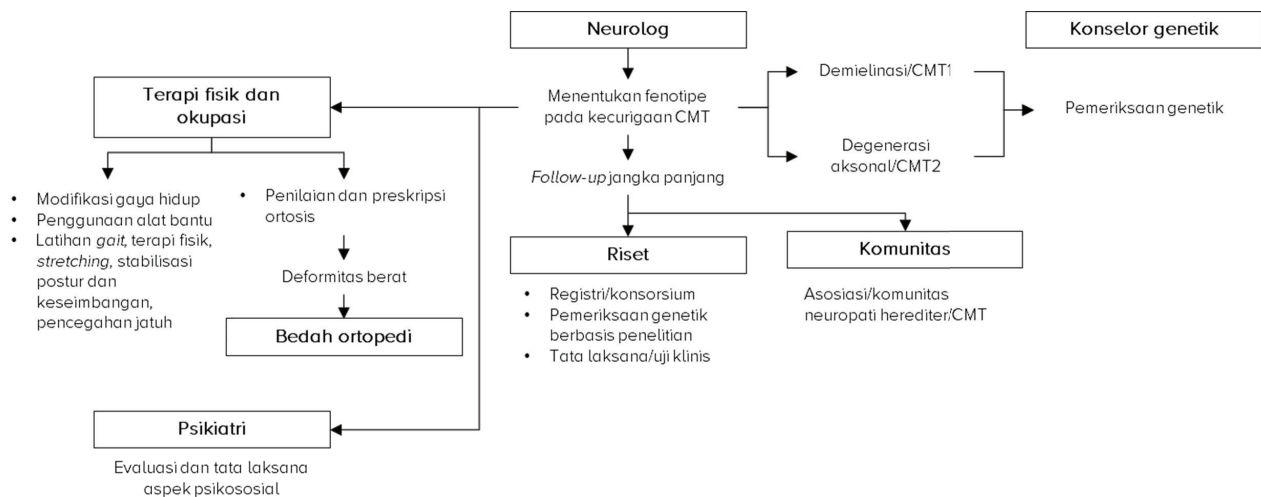 Neurolog
Konselor genetik
Menentukan fenotipe
pada kecurigaan CMT
Demielinasi/CMT1
Degenerasi
aksonal/CMT2
Pemeriksaan genetik
Terapi fisik dan
okupasi
• Modifikasi gaya hidup
• Penggunaan alat bantu
• Latihan gait, terapi fisik,
stretching, stabilisasi
postur dan
keseimbangan,
pencegahan jatuh
• Penilaian dan preskripsi
ortosis
Deformitas berat
Bedah ortopedi
Follow-up jangka panjang
Riset
• Registri/konsorsium
• Pemeriksaan genetik
berbasis penelitian
• Tata laksana/uji klinis
Komunitas
Asosiasi/komunitas
neuropati herediter/CMT
Psikiatri
Evaluasi dan tata laksana
aspek psikososial